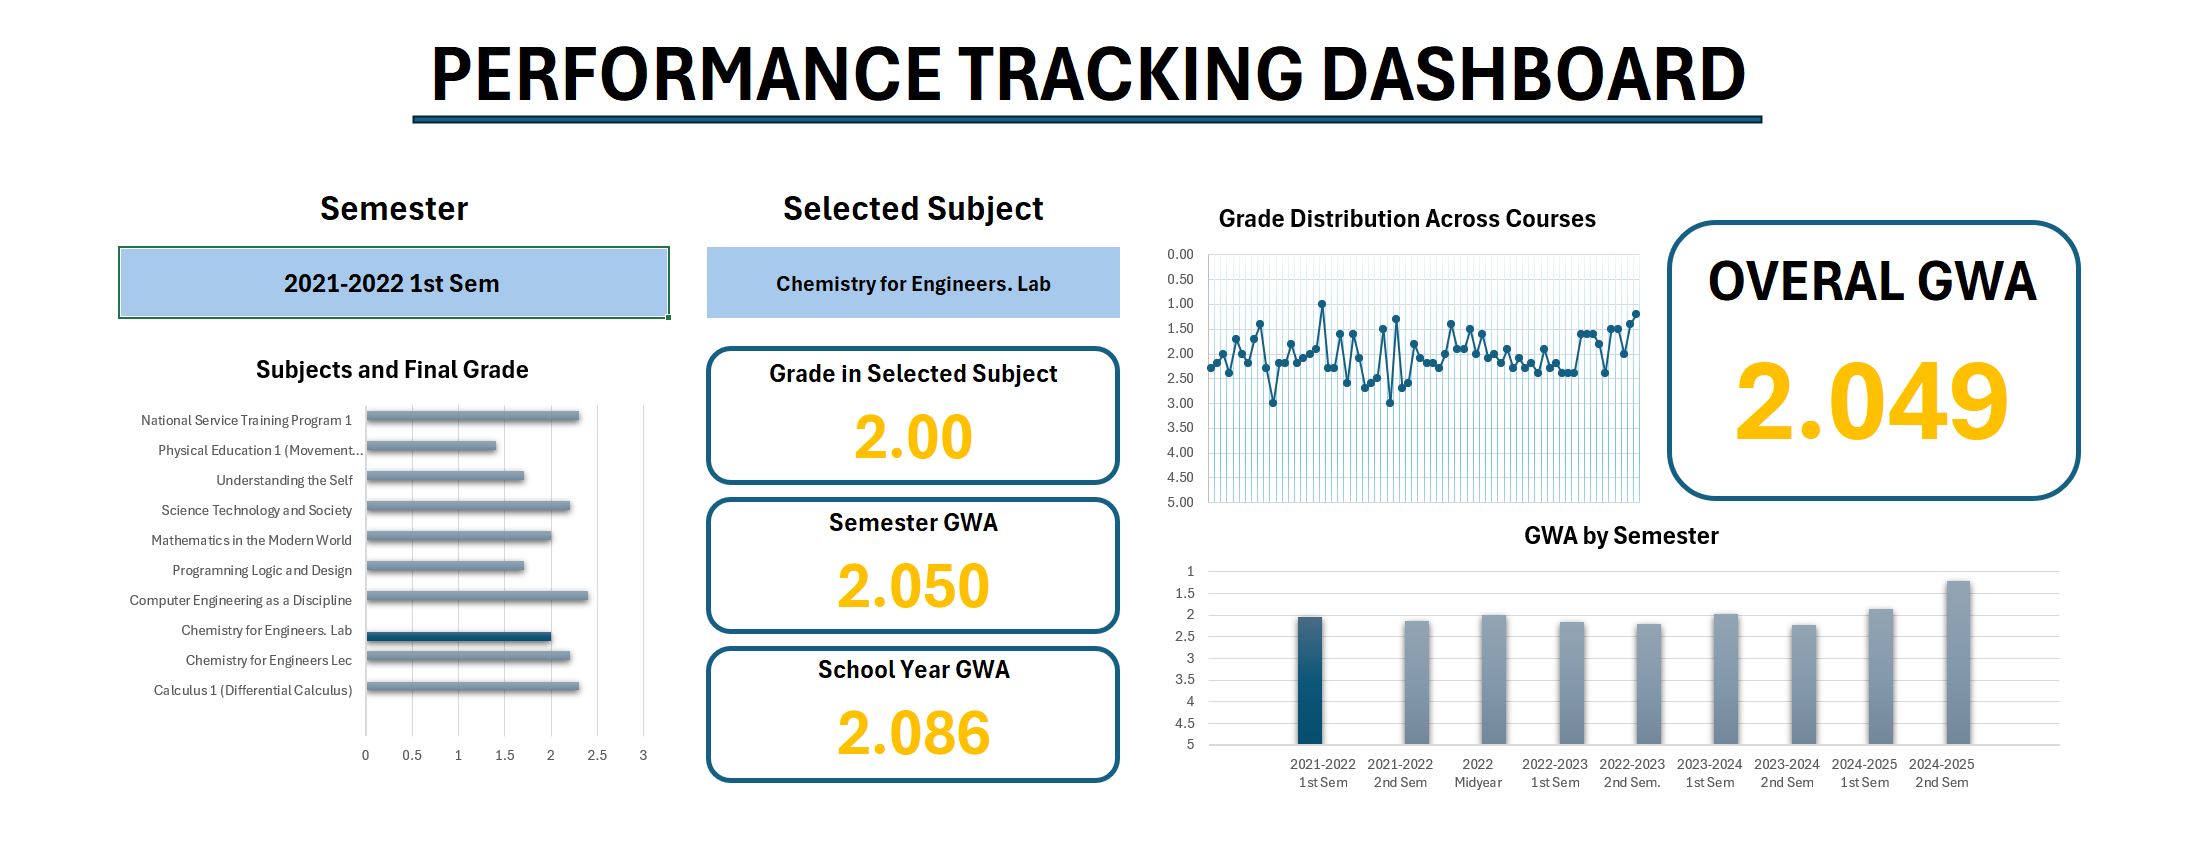 PERFORMANCE TRACKING DASHBOARD
Semester
2021-2022 1st Sem
Subjects and Final Grade
National Service Training Program 1
Physical Education 1 (Movement...
Understanding the Self
Science Technology and Society
Mathematics in the Modern World
Programning Logic and Design
Computer Engineering as a Discipline
Chemistry for Engineers. Lab
Chemistry for Engineers Lec
Calculus 1 (Differential Calculus)
0 0.5 1 1.5 2 2.5 3
Selected Subject
Chemistry for Engineers. Lab
Grade in Selected Subject
2.00
Semester GWA
2.050
School Year GWA
2.086
Grade Distribution Across Courses
0.00
0.50
1.00
1.50
2.00
2.50
3.00
3.50
4.00
4.50
5.00
OVERAL GWA
2.049
GWA by Semester
1
1.5
2
2.5
3
3.5
4
4.5
5
2021-2022 2021-2022 2022 2022-2023 2022-2023 2023-2024 2023-2024 2024-2025 2024-2025
1st Sem 2nd Sem Midyear 1st Sem 2nd Sem. 1st Sem 2nd Sem 1st Sem 2nd Sem